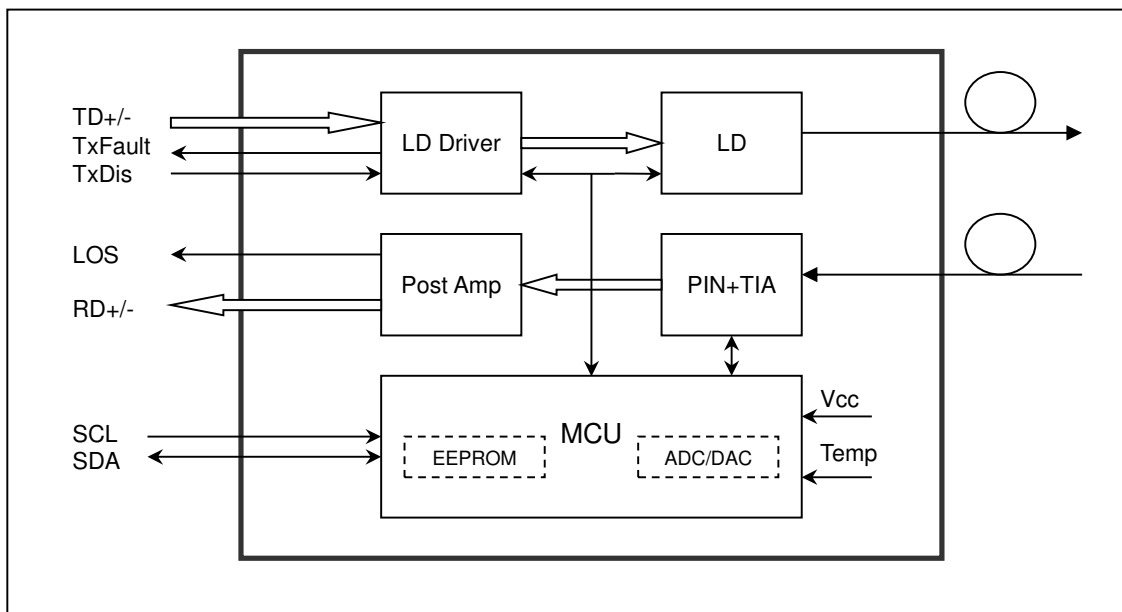 TD+/-
TxFault
TxDis
LD Driver
LD
LOS
RD+/-
Post Amp
PIN+TIA
SCL
SDA
MCU
EEPROM
ADC/DAC
Vcc
Temp